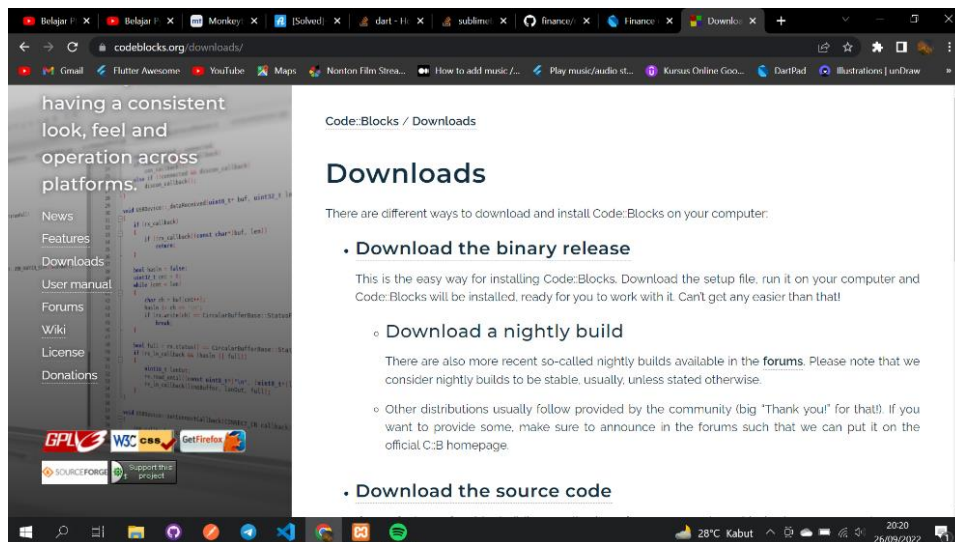 Belajar P
Belajar P
Monkey
[Solved]
dart - H
sublime
finance/
Finance
Downlo
codeblocks.org/downloads/
Gmail
Flutter Awesome
YouTube
Maps
Nonton Film Strea...
How to add music /...
Play music/audio st...
Kursus Online Goo...
DartPad
Illustrations | unDraw
having a consistent
look, feel and
operation across
platforms.
News
Features
Downloads
User manual
Forums
Wiki
License
Donations
GPL V3
W3C css
Get Firefox
SOURCEFORGE
Support this
project
Code::Blocks / Downloads
Downloads
There are different ways to download and install Code::Blocks on your computer:
Download the binary release
This is the easy way for installing Code::Blocks. Download the setup file, run it on your computer and
Code::Blocks will be installed, ready for you to work with it. Can't get any easier than that!
Download a nightly build
There are also more recent so-called nightly builds available in the forums. Please note that we
consider nightly builds to be stable, usually, unless stated otherwise.
Other distributions usually follow provided by the community (big "Thank you!" for that!). If you
want to provide some, make sure to announce in the forums such that we can put it on the
official C::B homepage.
Download the source code
28°C Kabut
20:20
26/09/2022